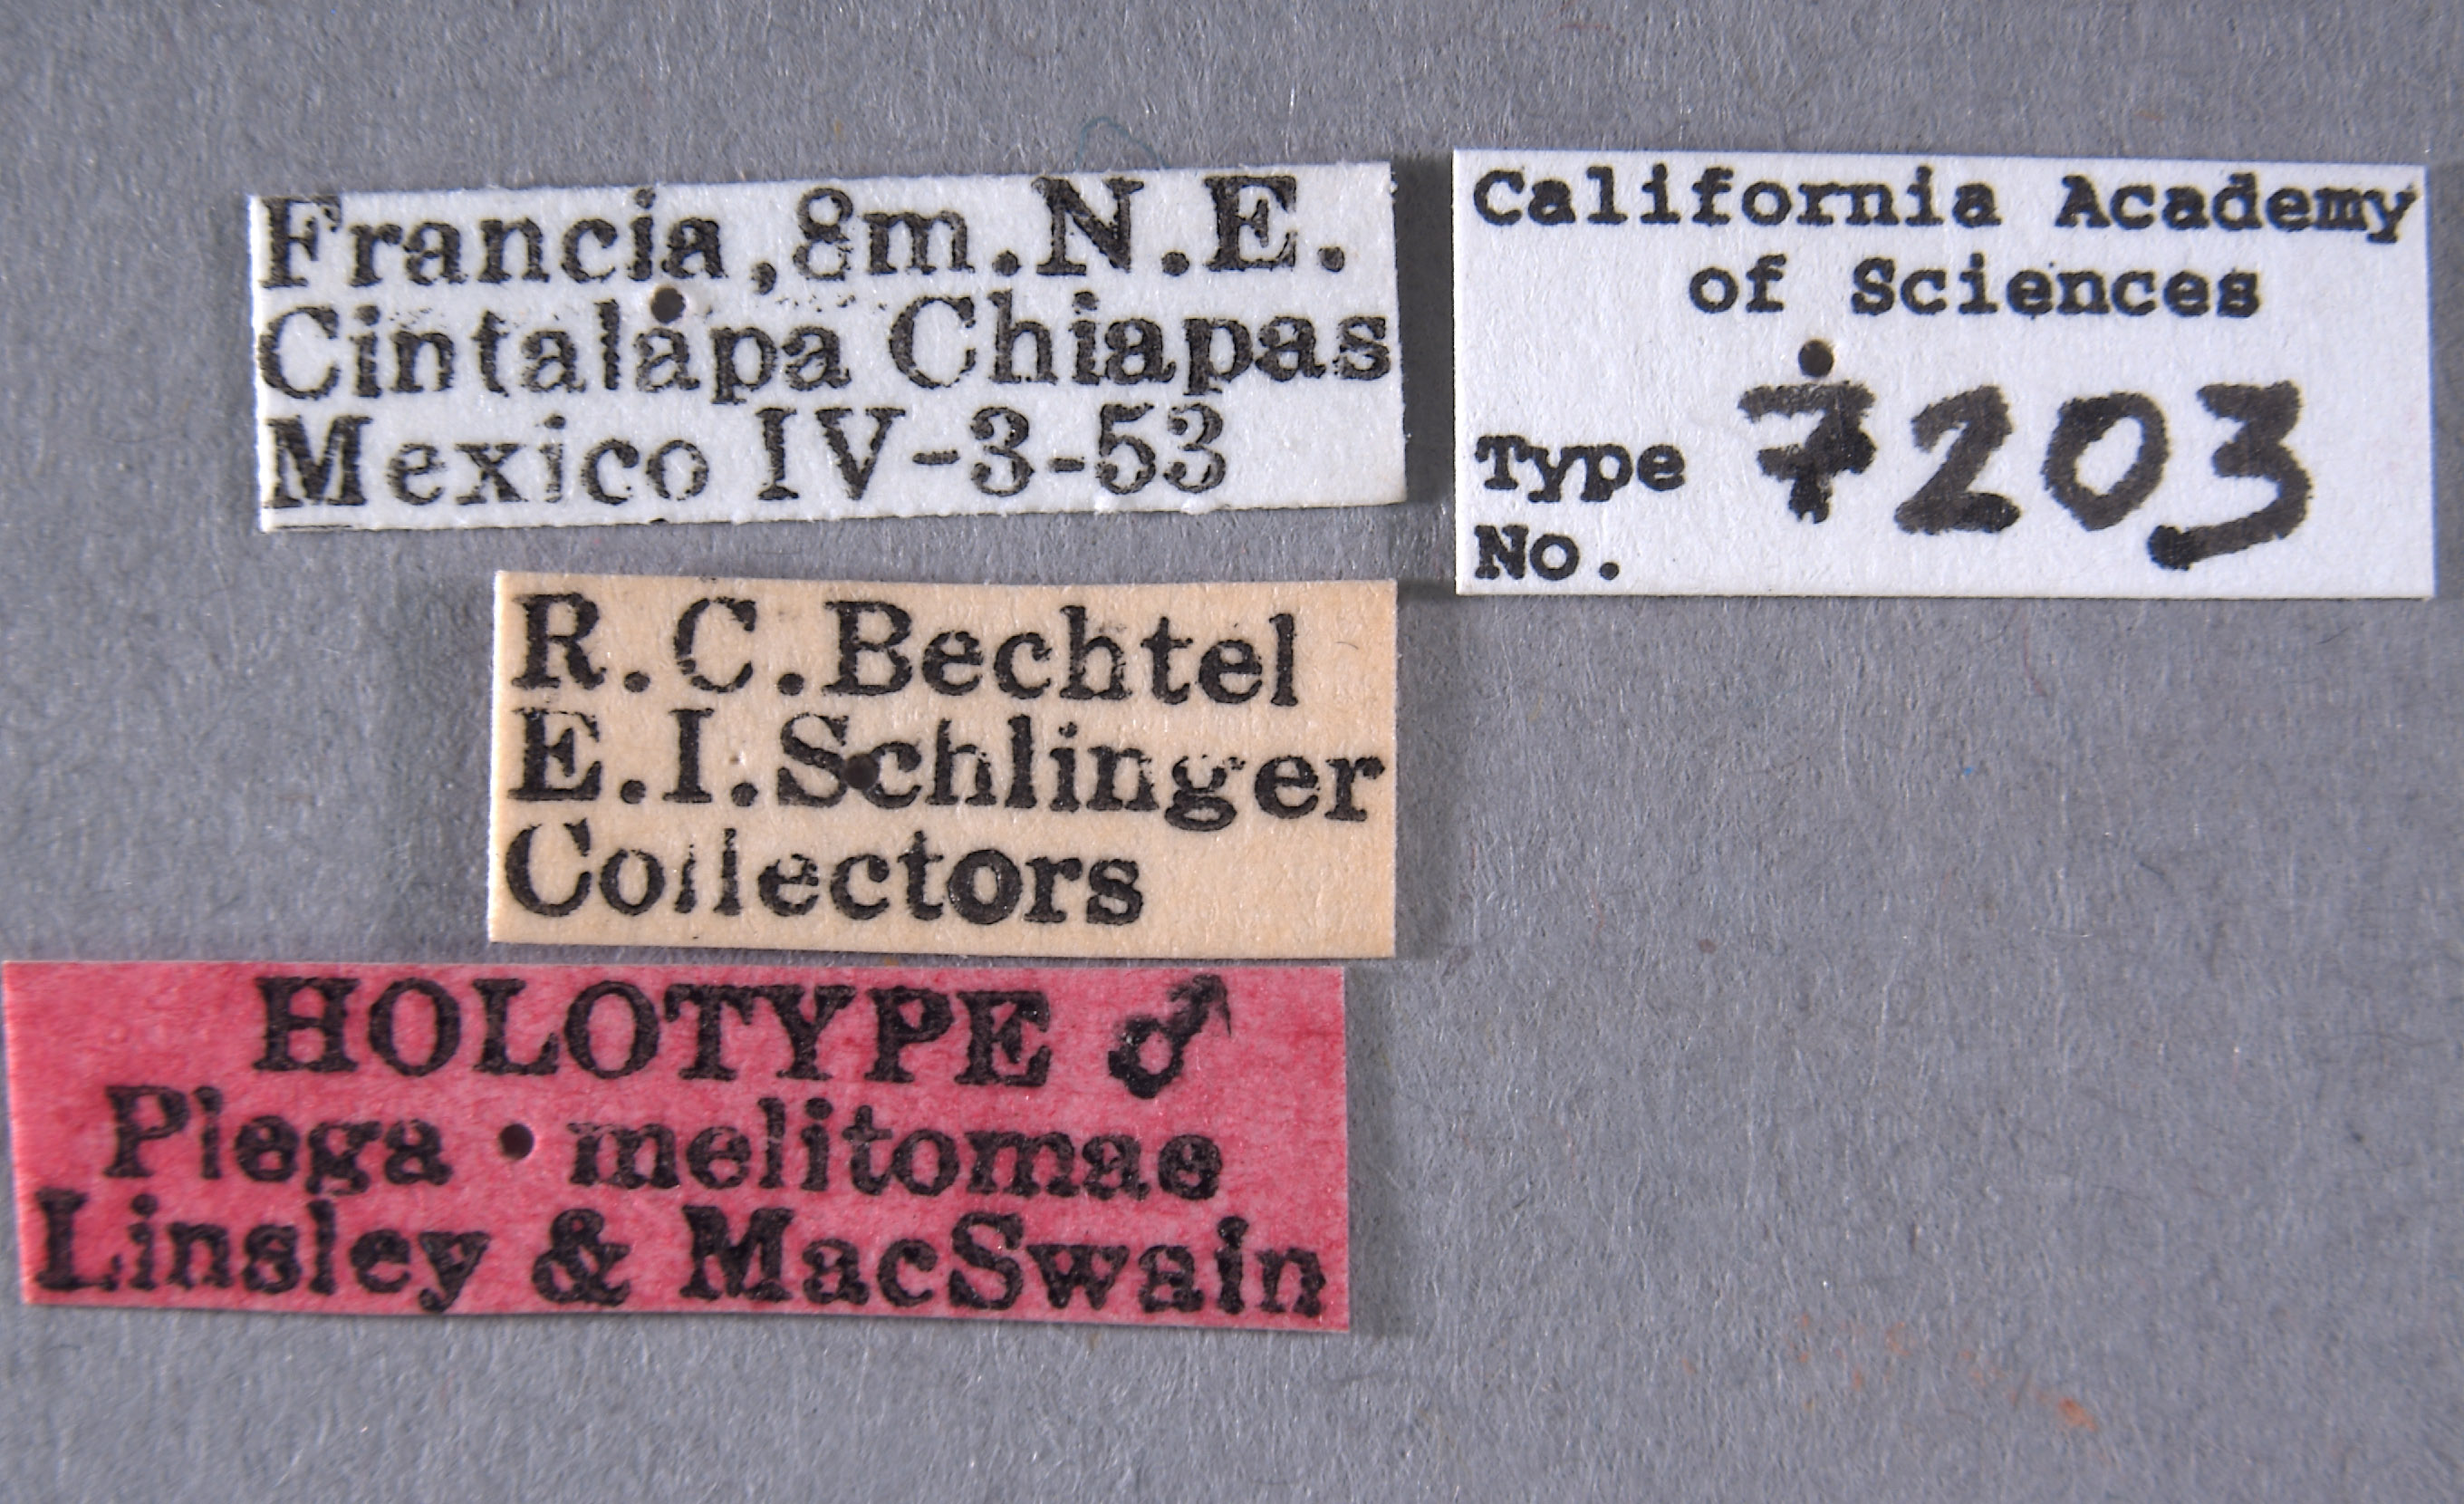 Francia,8m.N.E.
Cintalapa Chiapas
Mexico IV-3-53
California Academy
of Sciences
Type
No. 7203
R.C.Bechtel
E.I.Schlinger
Collectors
HOLOTYPE ♂
Plega melitomae
Linsley & MacSwain